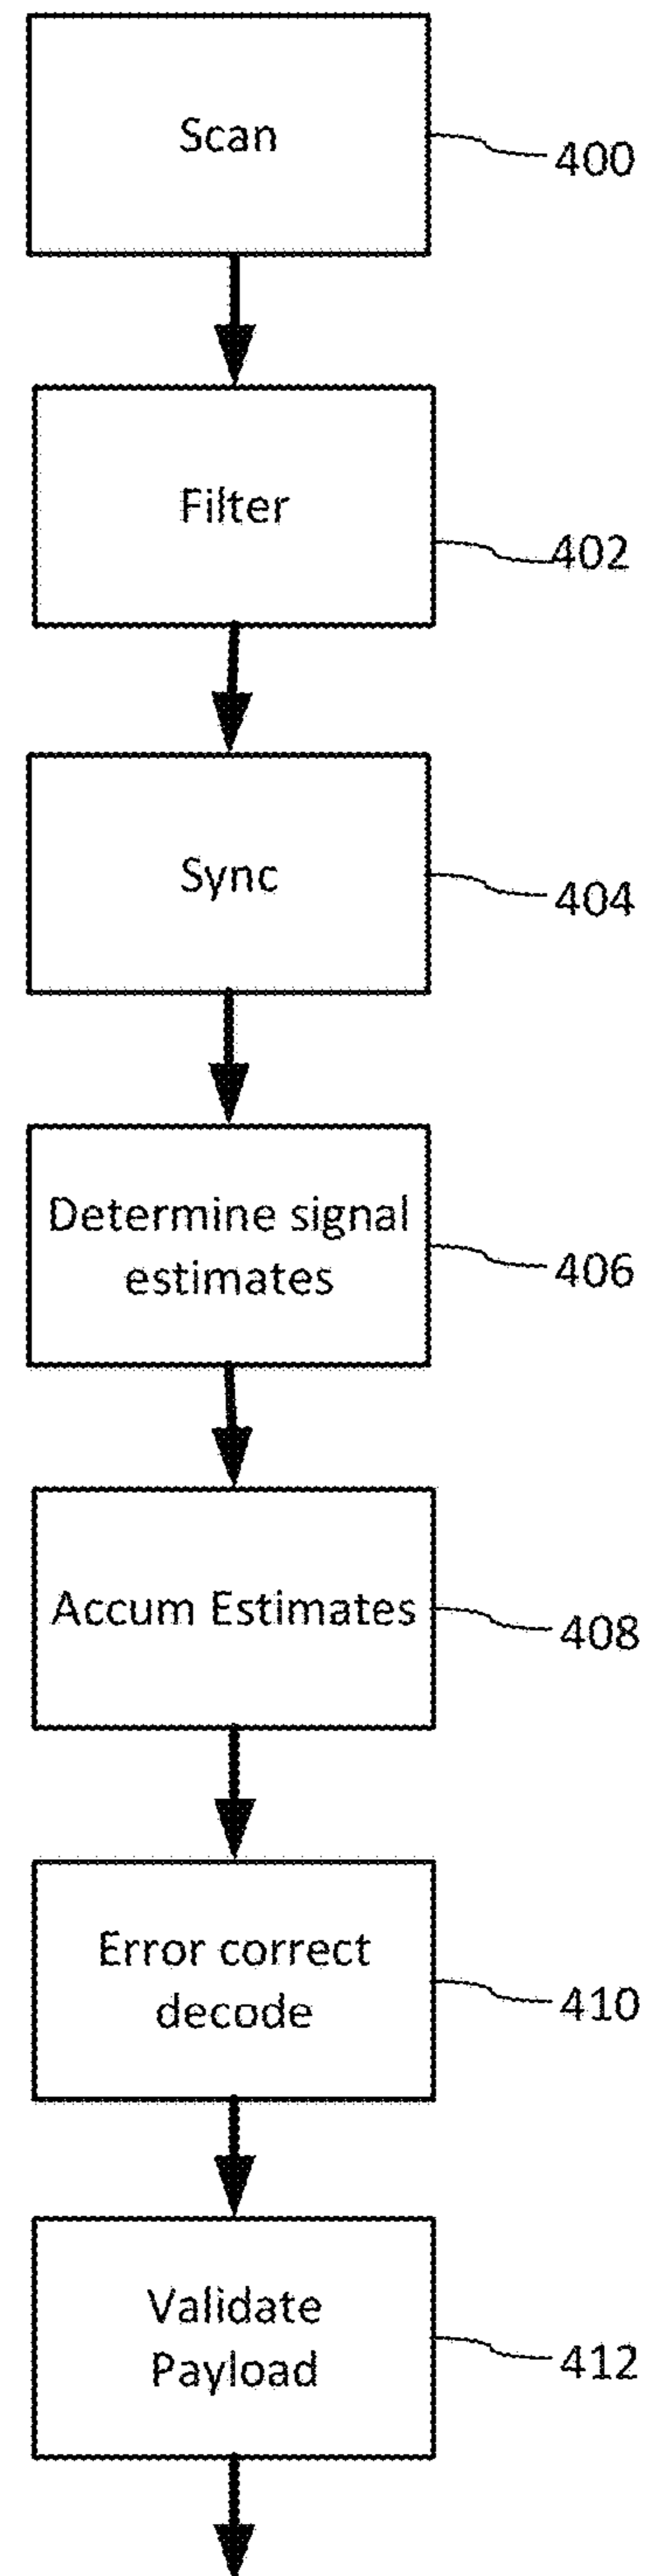 Scan
400
Filter
402
Sync
404
Determine signal
estimates
406
Accum Estimates
408
Error correct
decode
410
Validate
Payload
412